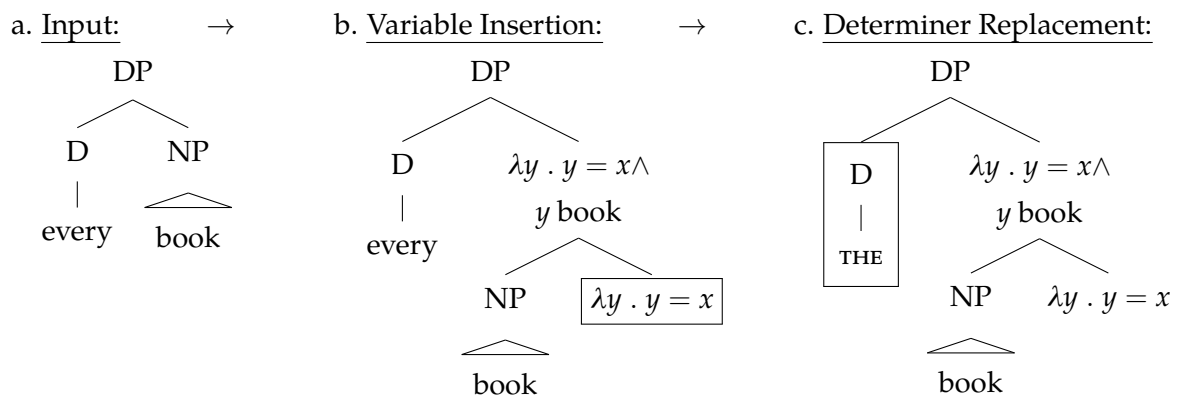 a. Input: →
DP
D NP
every book
b. Variable Insertion: →
DP
D λy . y = x∧
y book
every
NP λy . y = x
book
c. Determiner Replacement:
DP
D λy . y = x∧
y book
THE
NP λy . y = x
book